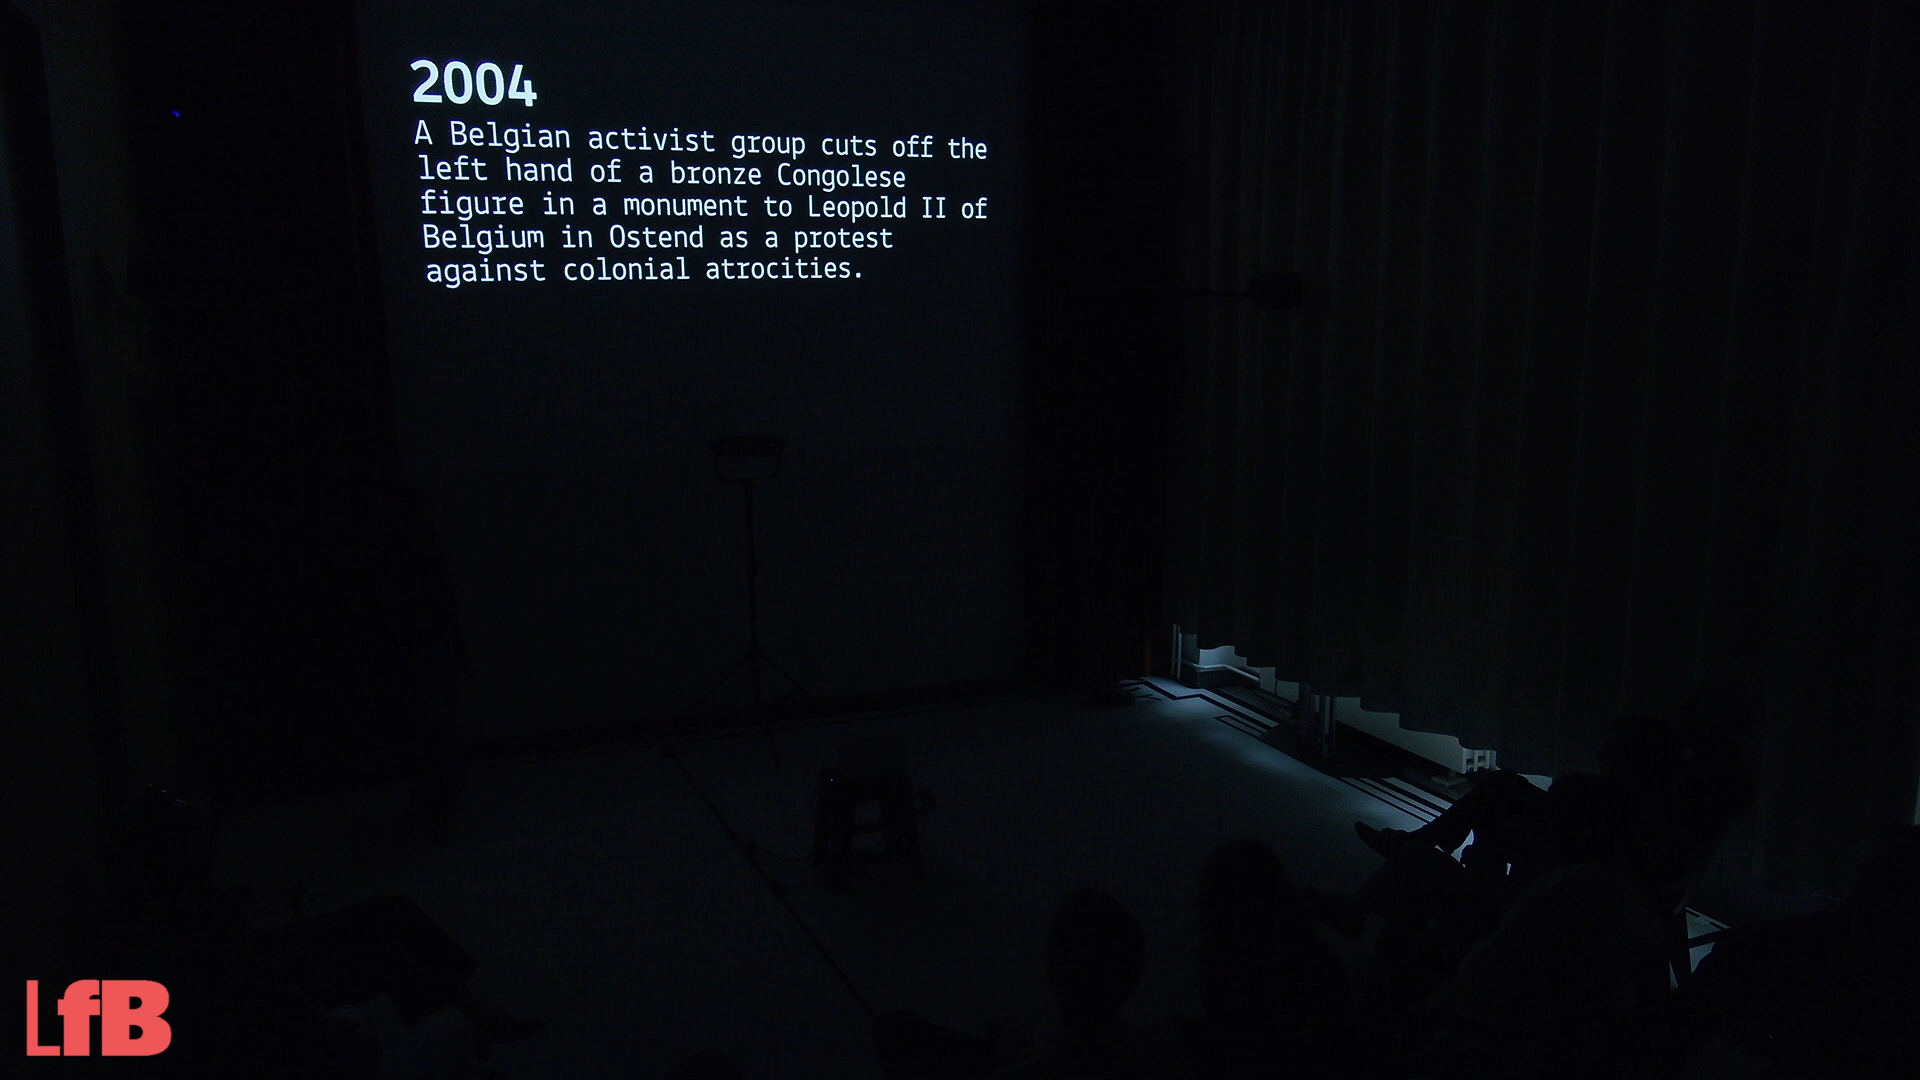 2004
A Belgian activist group cuts off the
left hand of a bronze Congolese
figure in a monument to Leopold II of
Belgium in Ostend as a protest
against colonial atrocities.
LfB